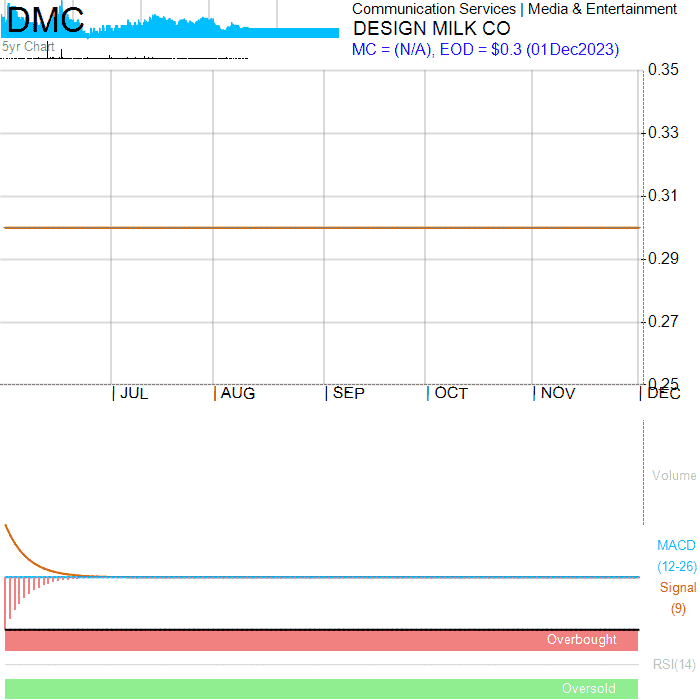 DMC
Communication Services | Media & Entertainment
DESIGN MILK CO
5yr Chart
MC = (N/A), EOD = $0.3 (01Dec2023)
0.35
0.33
0.31
0.29
0.27
0.25
| JUL | AUG | SEP | OCT | NOV | DEC
Volume
MACD
(12-26)
Signal
(9)
Overbought
RSI(14)
Oversold